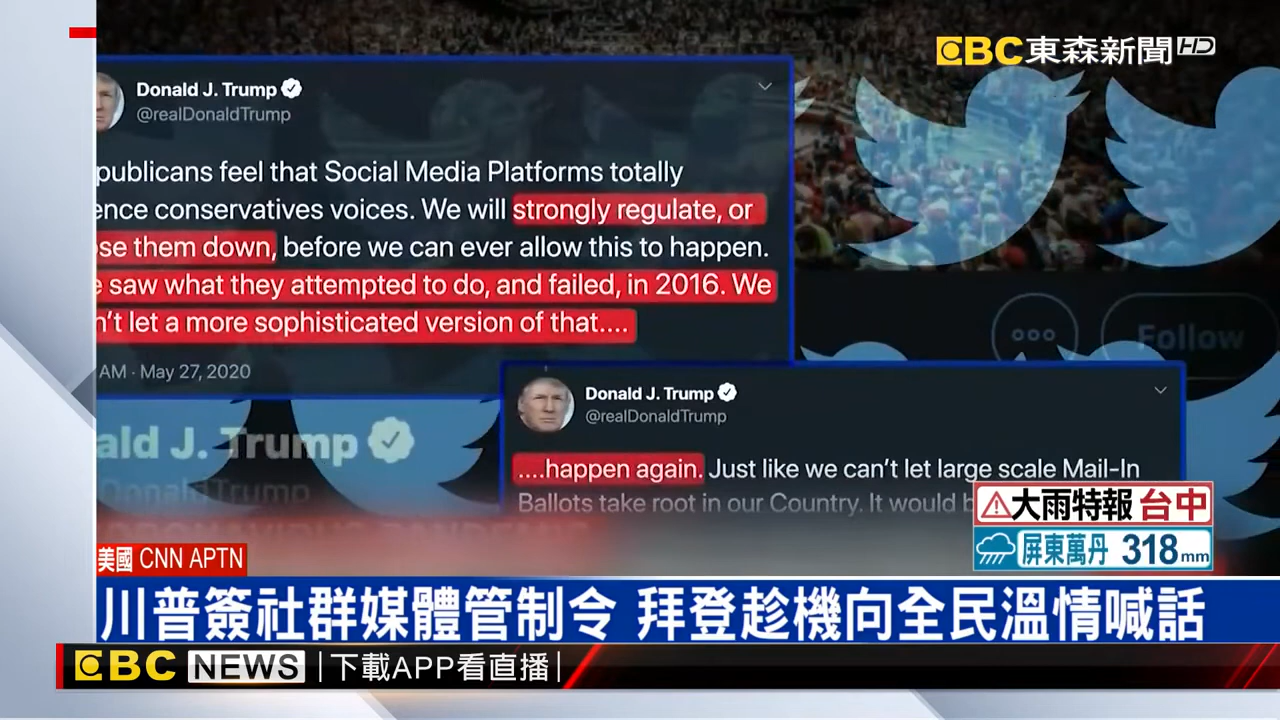 EBC東森新聞HD
Donald J. Trump
@realDonaldTrump
publicans feel that Social Media Platforms totally
ence conservatives voices. We will strongly regulate, or
ose them down, before we can ever allow this to happen.
saw what they attempted to do, and failed, in 2016. We
n't let a more sophisticated version of that....
AM · May 27, 2020
Follow
ald J. Trump
DonaldTrump
Donald J. Trump
@realDonaldTrump
....happen again. Just like we can't let large scale Mail-In
Ballots take root in our Country. It would
大雨特報 台中
屏東萬丹 318mm
美國 CNN APTN
川普簽社群媒體管制令 拜登趁機向全民溫情喊話
EBC NEWS 下載APP看直播